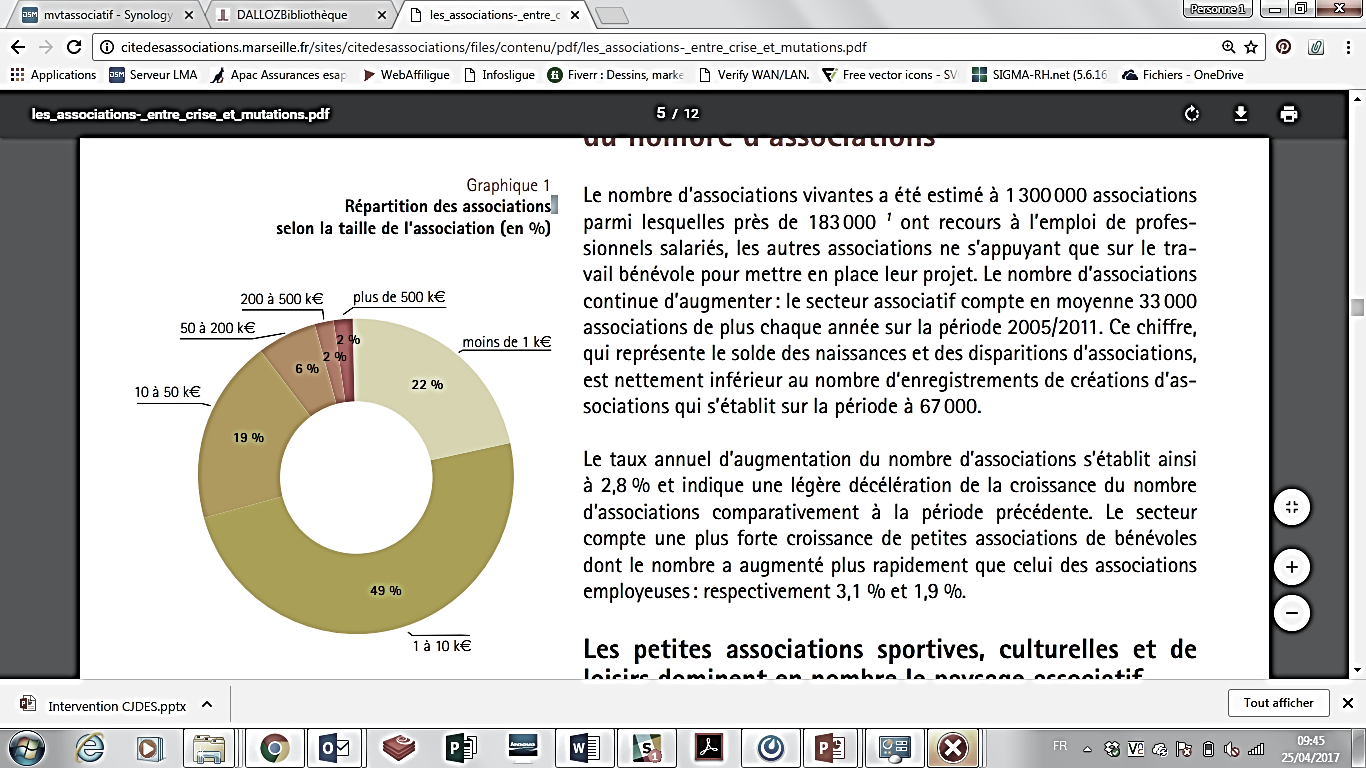 mvtassociatif - Synology
DALLOZBibliothèque
les_associations-_entre_c
Personne 1
citedesassociations.marseille.fr/sites/citedesassociations/files/contenu/pdf/les_associations-_entre_crise_et_mutations.pdf
Applications
Serveur LMA
Apac Assurances esap
WebAffiligue
Infosligue
Fiverr : Dessins, marke
Verify WAN/LAN.
Free vector icons - SV
SIGMA-RH.net (5.6.16
Fichiers - OneDrive
les_associations-_entre_crise_et_mutations.pdf
5 / 12
du nombre d'associations
Graphique 1
Répartition des associations
selon la taille de l'association (en %)
200 à 500 k€
plus de 500 k€
50 à 200 k€
moins de 1 k€
10 à 50 k€
1 à 10 k€
2 %
2 %
6 %
22 %
19 %
49 %
Le nombre d'associations vivantes a été estimé à 1 300 000 associations
parmi lesquelles près de 183 000 1 ont recours à l'emploi de profes-
sionnels salariés, les autres associations ne s'appuyant que sur le tra-
vail bénévole pour mettre en place leur projet. Le nombre d'associations
continue d'augmenter : le secteur associatif compte en moyenne 33 000
associations de plus chaque année sur la période 2005/2011. Ce chiffre,
qui représente le solde des naissances et des disparitions d'associations,
est nettement inférieur au nombre d'enregistrements de créations d'as-
sociations qui s'établit sur la période à 67 000.
Le taux annuel d'augmentation du nombre d'associations s'établit ainsi
à 2,8 % et indique une légère décélération de la croissance du nombre
d'associations comparativement à la période précédente. Le secteur
compte une plus forte croissance de petites associations de bénévoles
dont le nombre a augmenté plus rapidement que celui des associations
employeuses : respectivement 3,1 % et 1,9 %.
Les petites associations sportives, culturelles et de
loisirs dominent en nombre le paysage associatif
Intervention CJDES.pptx
Tout afficher
FR
09:45
25/04/2017